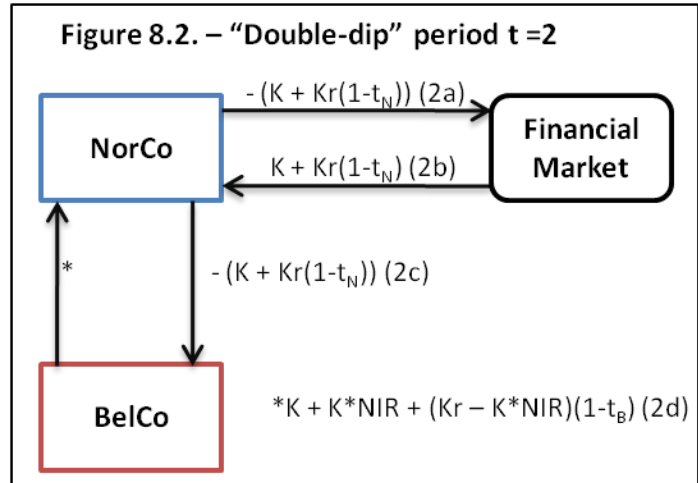 Figure 8.2. – “Double-dip” period t =2
- (K + Kr(1-tN)) (2a)
NorCo
Financial
Market
K + Kr(1-tN) (2b)
*
- (K + Kr(1-tN)) (2c)
BelCo
*K + K*NIR + (Kr – K*NIR)(1-tB) (2d)